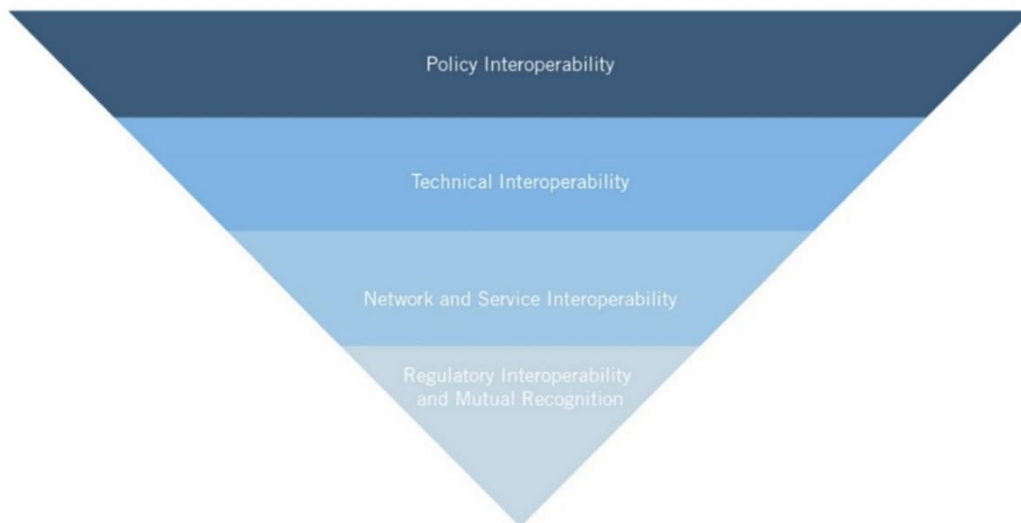 Policy Interoperability
Technical Interoperability
Network and Service Interoperability
Regulatory Interoperability
and Mutual Recognition